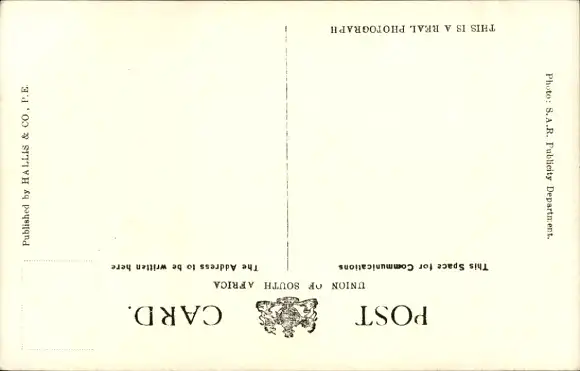 POST CARD.
UNION OF SOUTH AFRICA
This Space for Communications
The Address to be written here
THIS IS A REAL PHOTOGRAPH
Published by HALLIS & CO., P.E.
Photo: S.A.R. Publicity Department.